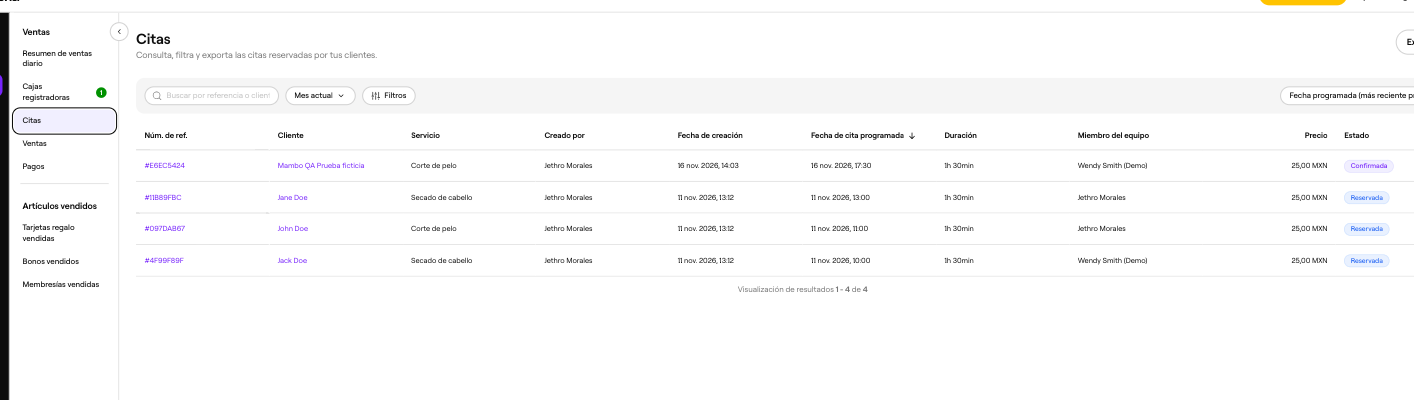 Ventas
Resumen de ventas
diario
Cajas
registradoras
1
Citas
Ventas
Pagos
Artículos vendidos
Tarjetas regalo
vendidas
Bonos vendidos
Membresías vendidas
Citas
Consulta, filtra y exporta las citas reservadas por tus clientes.
Buscar por referencia o client
Mes actual
Filtros
Fecha programada (más reciente
Núm. de ref. Cliente Servicio Creado por Fecha de creación Fecha de cita programada Duración Miembro del equipo Precio Estado
#E6EC5424 Mambo QA Prueba ficticia Corte de pelo Jethro Morales 16 nov. 2026, 14:03 16 nov. 2026, 17:30 1h 30min Wendy Smith (Demo) 25,00 MXN Confirmada
#11B89FBC Jane Doe Secado de cabello Jethro Morales 11 nov. 2026, 13:12 11 nov. 2026, 13:00 1h 30min Jethro Morales 25,00 MXN Reservada
#097DAB67 John Doe Corte de pelo Jethro Morales 11 nov. 2026, 13:12 11 nov. 2026, 11:00 1h 30min Jethro Morales 25,00 MXN Reservada
#4F99F89F Jack Doe Secado de cabello Jethro Morales 11 nov. 2026, 13:12 11 nov. 2026, 10:00 1h 30min Wendy Smith (Demo) 25,00 MXN Reservada
Visualización de resultados 1 - 4 de 4